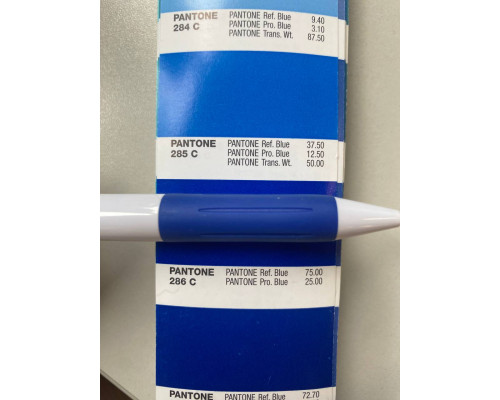 PANTONE PANTONE Ref. Blue 9.40
284 C PANTONE Pro. Blue 3.10
PANTONE Trans. Wt. 87.50
PANTONE PANTONE Ref. Blue 37.50
285 C PANTONE Pro. Blue 12.50
PANTONE Trans. Wt. 50.00
PANTONE PANTONE Ref. Blue 75.00
286 C PANTONE Pro. Blue 25.00
PANTONE PANTONE Ref. Blue 72.70